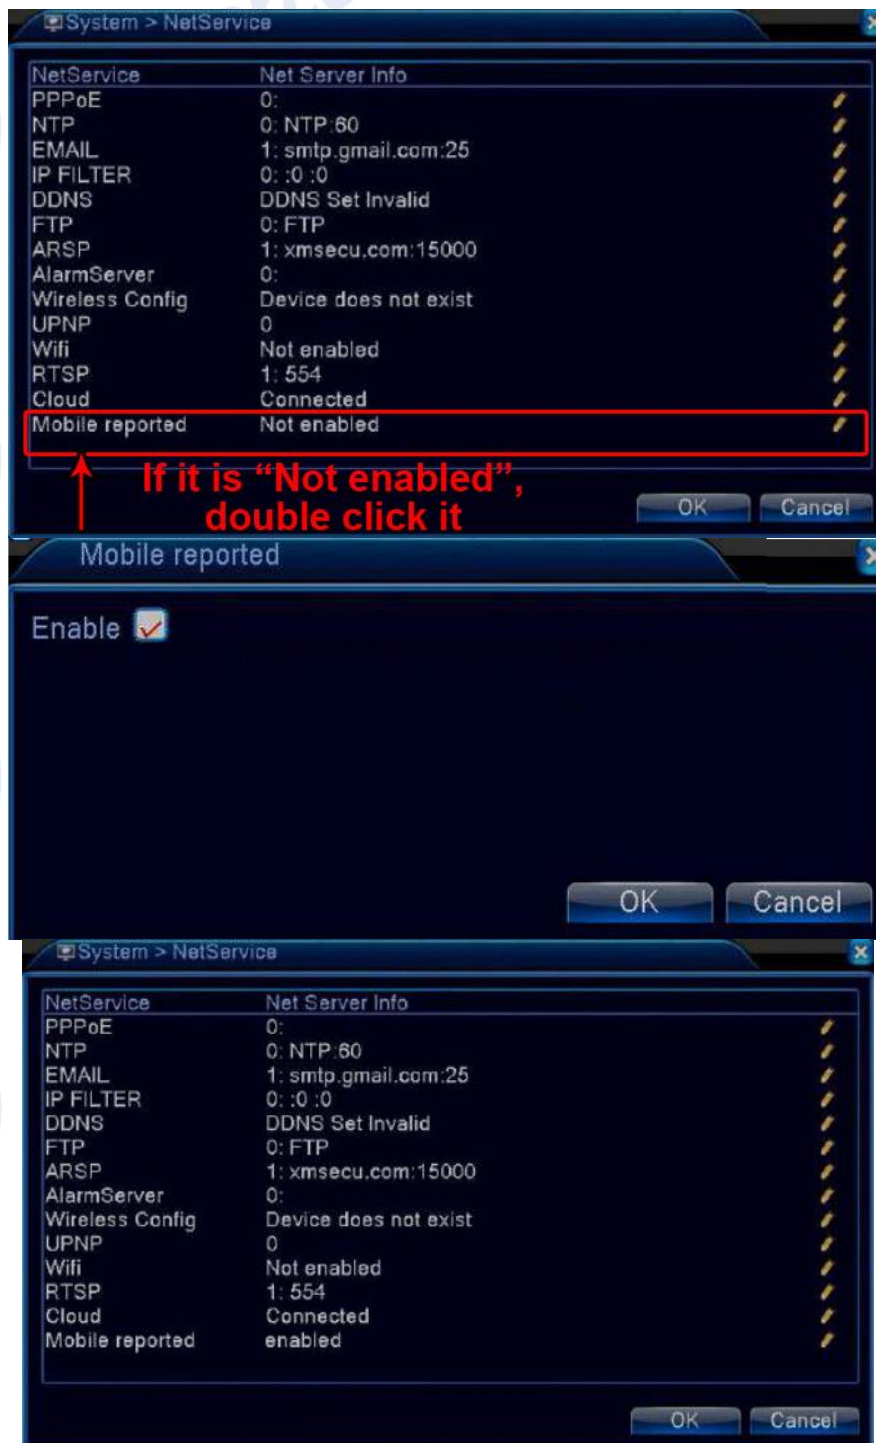 System > NetService
NetService Net Server Info
PPPoE 0:
NTP 0: NTP:60
EMAIL 1: smtp.gmail.com:25
IP FILTER 0: :0 :0
DDNS DDNS Set Invalid
FTP 0: FTP
ARSP 1: xmsecu.com:15000
AlarmServer 0:
Wireless Config Device does not exist
UPNP 0
Wifi Not enabled
RTSP 1: 554
Cloud Connected
Mobile reported Not enabled
If it is “Not enabled”,
double click it
OK Cancel
Mobile reported
Enable
OK Cancel
System > NetService
NetService Net Server Info
PPPoE 0:
NTP 0: NTP:60
EMAIL 1: smtp.gmail.com:25
IP FILTER 0: :0 :0
DDNS DDNS Set Invalid
FTP 0: FTP
ARSP 1: xmsecu.com:15000
AlarmServer 0:
Wireless Config Device does not exist
UPNP 0
Wifi Not enabled
RTSP 1: 554
Cloud Connected
Mobile reported enabled
OK Cancel